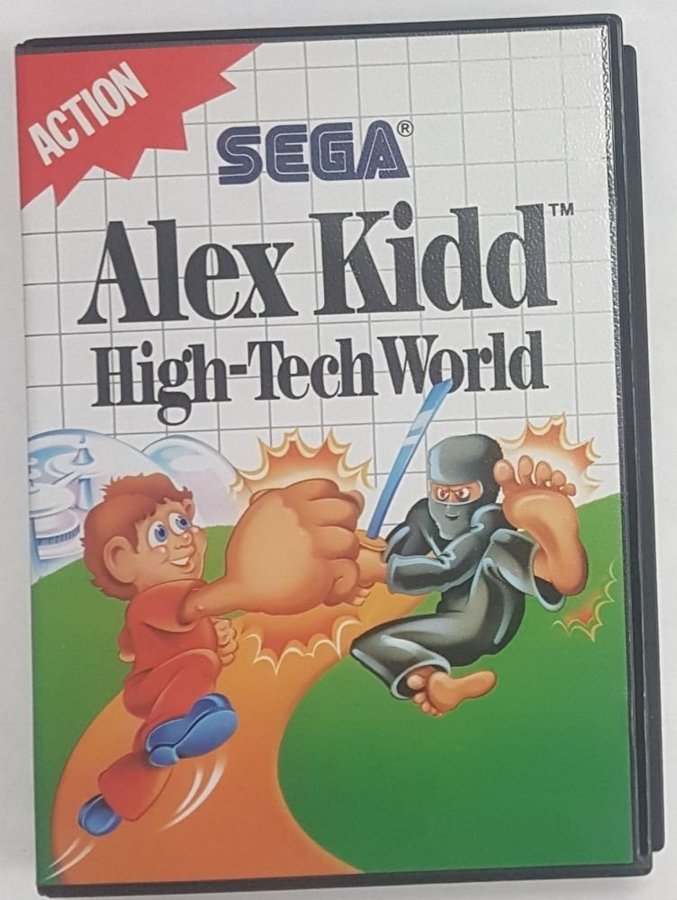 ACTION
SEGA®
Alex Kidd™
High-Tech World